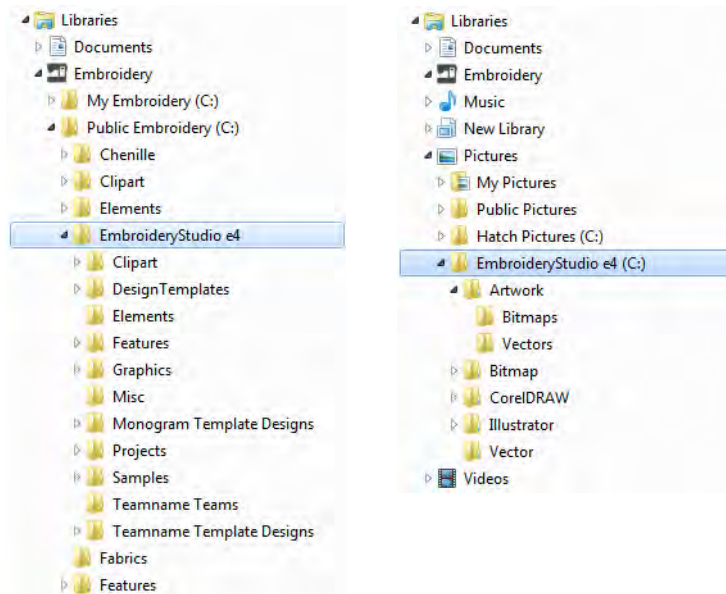 Libraries
Documents
Embroidery
My Embroidery (C:)
Public Embroidery (C:)
Chenille
Clipart
Elements
EmbroideryStudio e4
Clipart
DesignTemplates
Elements
Features
Graphics
Misc
Monogram Template Designs
Projects
Samples
Teamname Teams
Teamname Template Designs
Fabrics
Features
Libraries
Documents
Embroidery
Music
New Library
Pictures
My Pictures
Public Pictures
Hatch Pictures (C:)
EmbroideryStudio e4 (C:)
Artwork
Bitmaps
Vectors
Bitmap
CorelDRAW
Illustrator
Vector
Videos